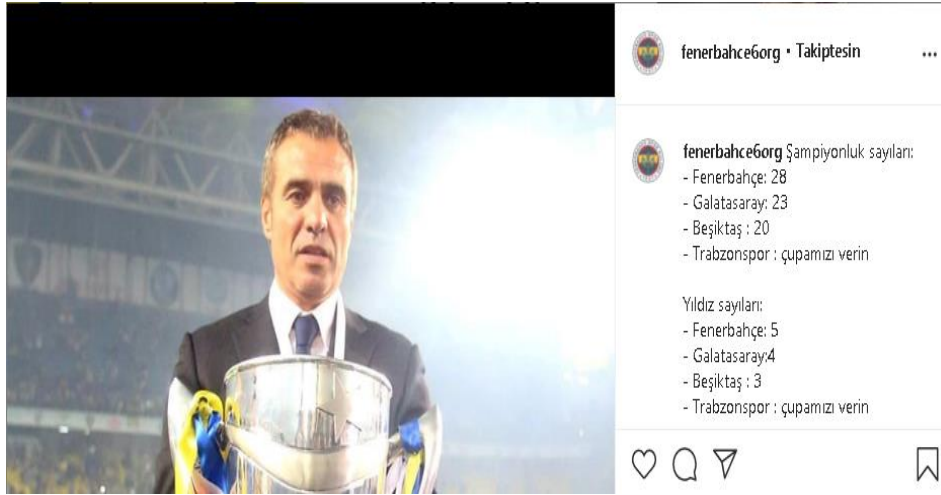 fenerbahce6org • Takiptesin
fenerbahce6org Şampiyonluk sayıları:
- Fenerbahçe: 28
- Galatasaray: 23
- Beşiktaş : 20
- Trabzonspor : çupamızı verin
Yıldız sayıları:
- Fenerbahçe: 5
- Galatasaray:4
- Beşiktaş : 3
- Trabzonspor : çupamızı verin